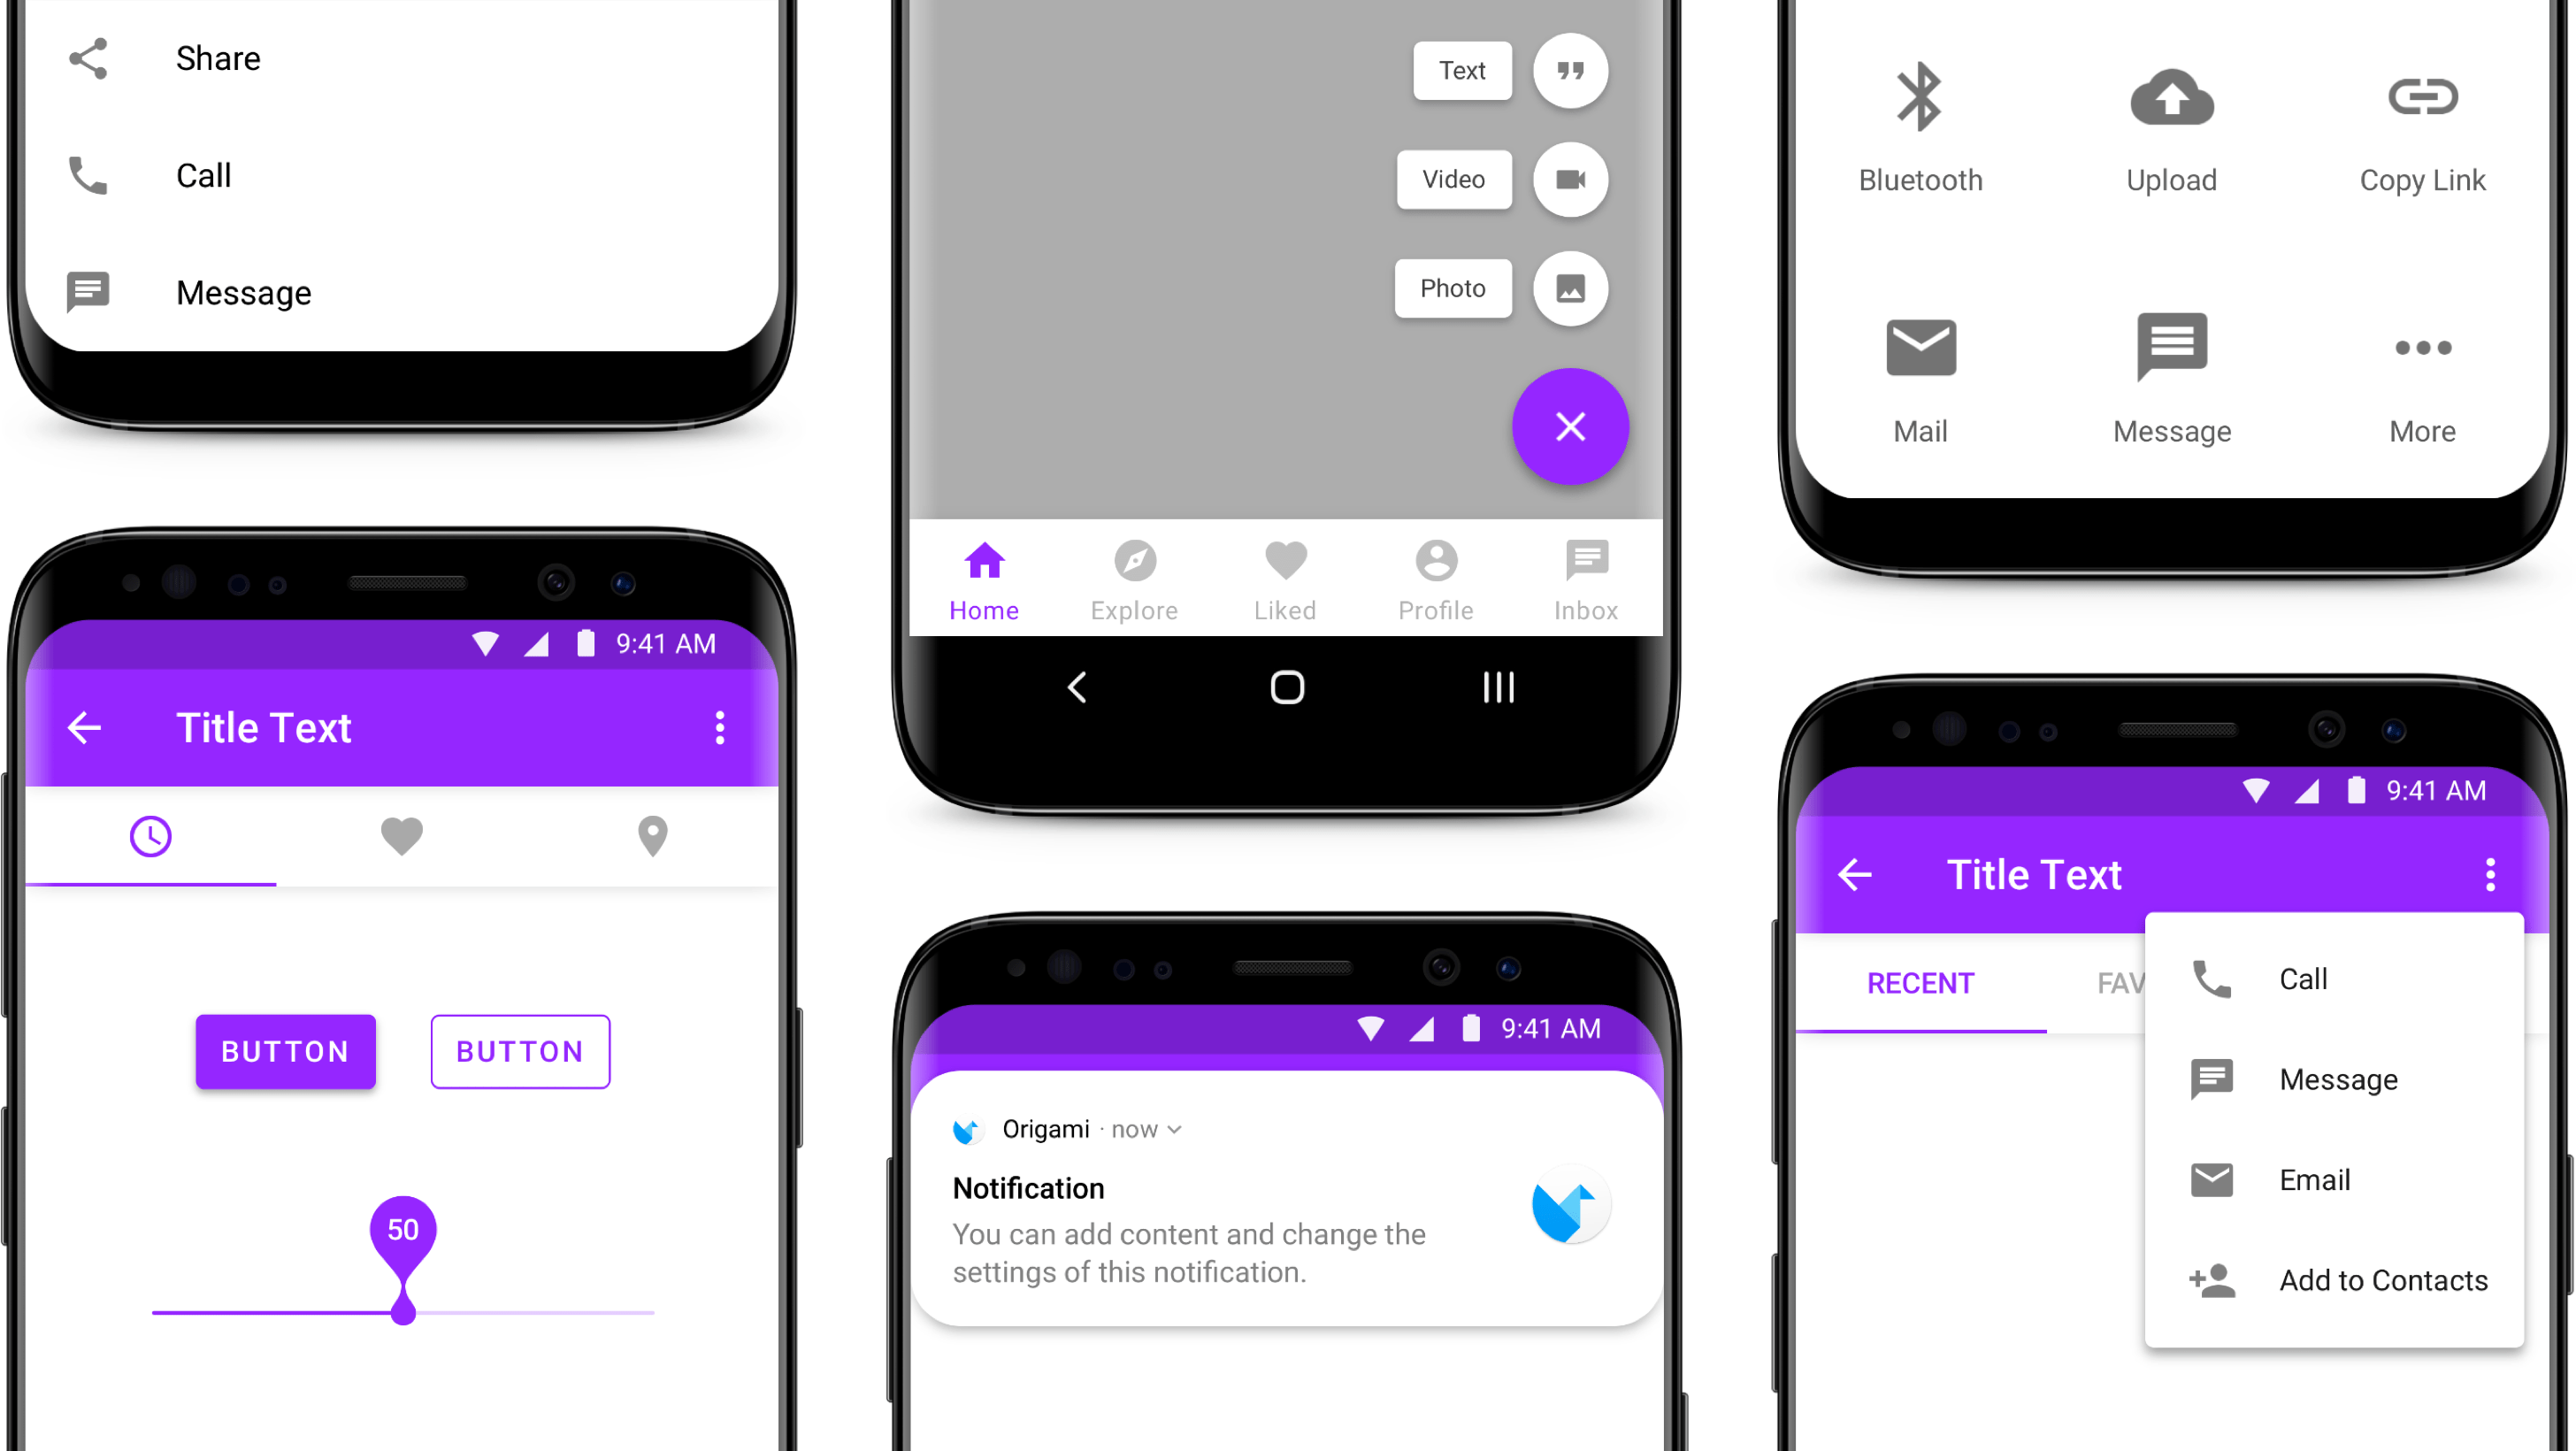 Share
Call
Message
Text
Video
Photo
Home Explore Liked Profile Inbox
Bluetooth Upload Copy Link
Mail Message More
9:41 AM
Title Text
BUTTON BUTTON
50
9:41 AM
Origami · now
Notification
You can add content and change the
settings of this notification.
9:41 AM
Title Text
RECENT FAV
Call
Message
Email
Add to Contacts